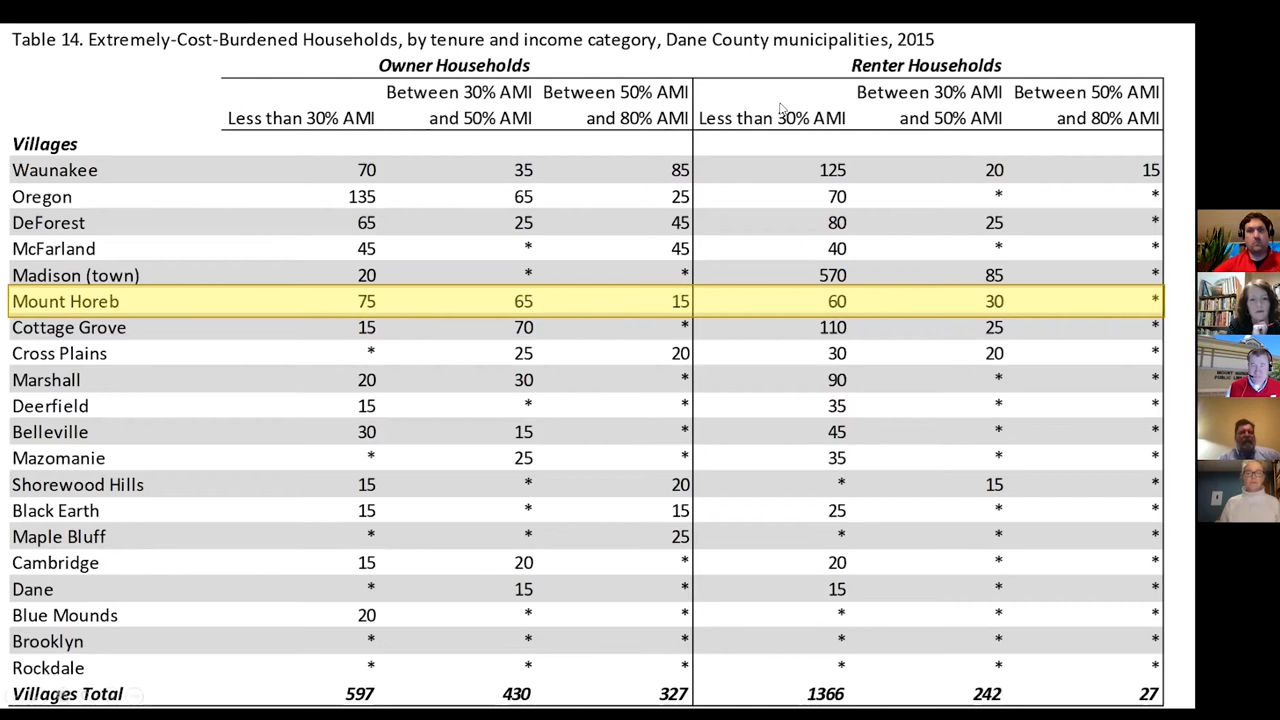 Table 14. Extremely-Cost-Burdened Households, by tenure and income category, Dane County municipalities, 2015
Owner Households Renter Households
Between 30% AMI Between 50% AMI Between 30% AMI Between 50% AMI
Less than 30% AMI and 50% AMI and 80% AMI Less than 30% AMI and 50% AMI and 80% AMI
Villages
Waunakee 70 35 85 125 20 15
Oregon 135 65 25 70 * *
DeForest 65 25 45 80 25 *
McFarland 45 * 45 40 * *
Madison (town) 20 * * 570 85 *
Mount Horeb 75 65 15 60 30 *
Cottage Grove 15 70 * 110 25 *
Cross Plains * 25 20 30 20 *
Marshall 20 30 * 90 * *
Deerfield 15 * * 35 * *
Belleville 30 15 * 45 * *
Mazomanie * 25 * 35 * *
Shorewood Hills 15 * 20 * 15 *
Black Earth 15 * 15 25 * *
Maple Bluff * * 25 * * *
Cambridge 15 20 * 20 * *
Dane * 15 * 15 * *
Blue Mounds 20 * * * * *
Brooklyn * * * * * *
Rockdale * * * * * *
Villages Total 597 430 327 1366 242 27